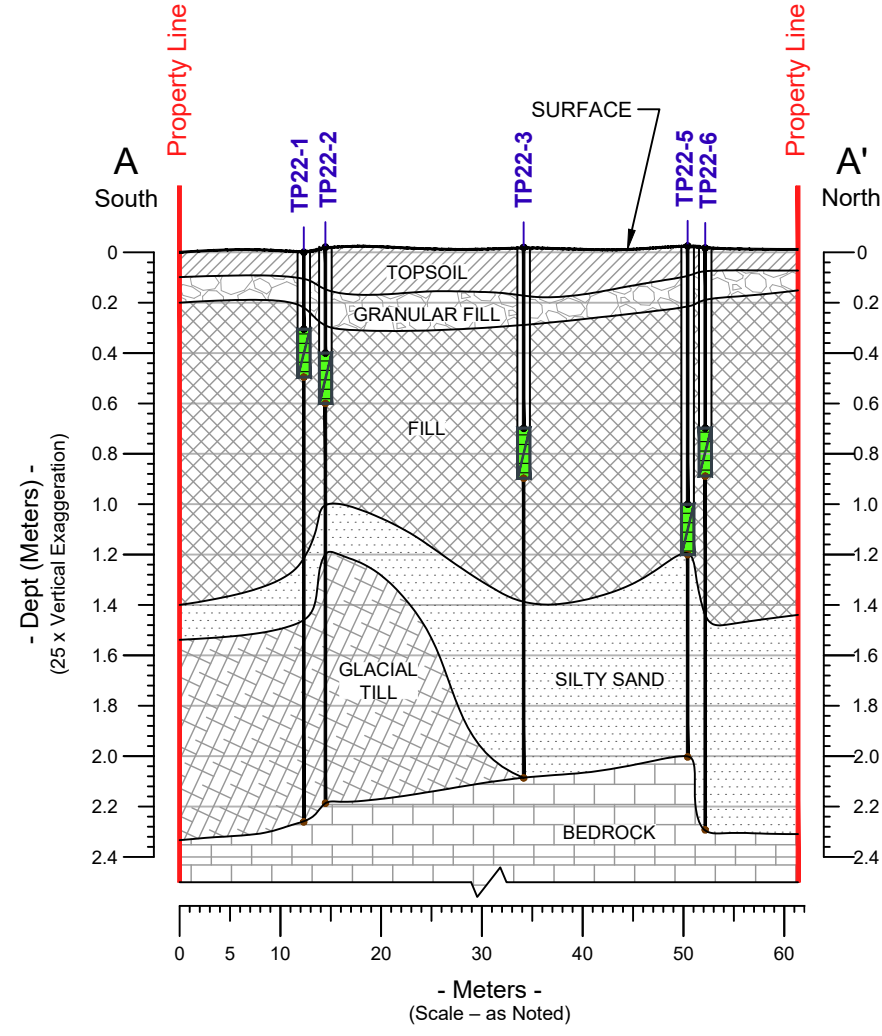 Property Line
Property Line
SURFACE
A
South
TP22-1
TP22-2
TP22-3
TP22-5
TP22-6
A'
North
0
0.2
0.4
0.6
0.8
1.0
1.2
1.4
1.6
1.8
2.0
2.2
2.4
- Dept (Meters) -
(25 x Vertical Exaggeration)
TOPSOIL
GRANULAR FILL
FILL
GLACIAL
TILL
SILTY SAND
BEDROCK
0
0.2
0.4
0.6
0.8
1.0
1.2
1.4
1.6
1.8
2.0
2.2
2.4
0 5 10 20 30 40 50 60
- Meters -
(Scale – as Noted)